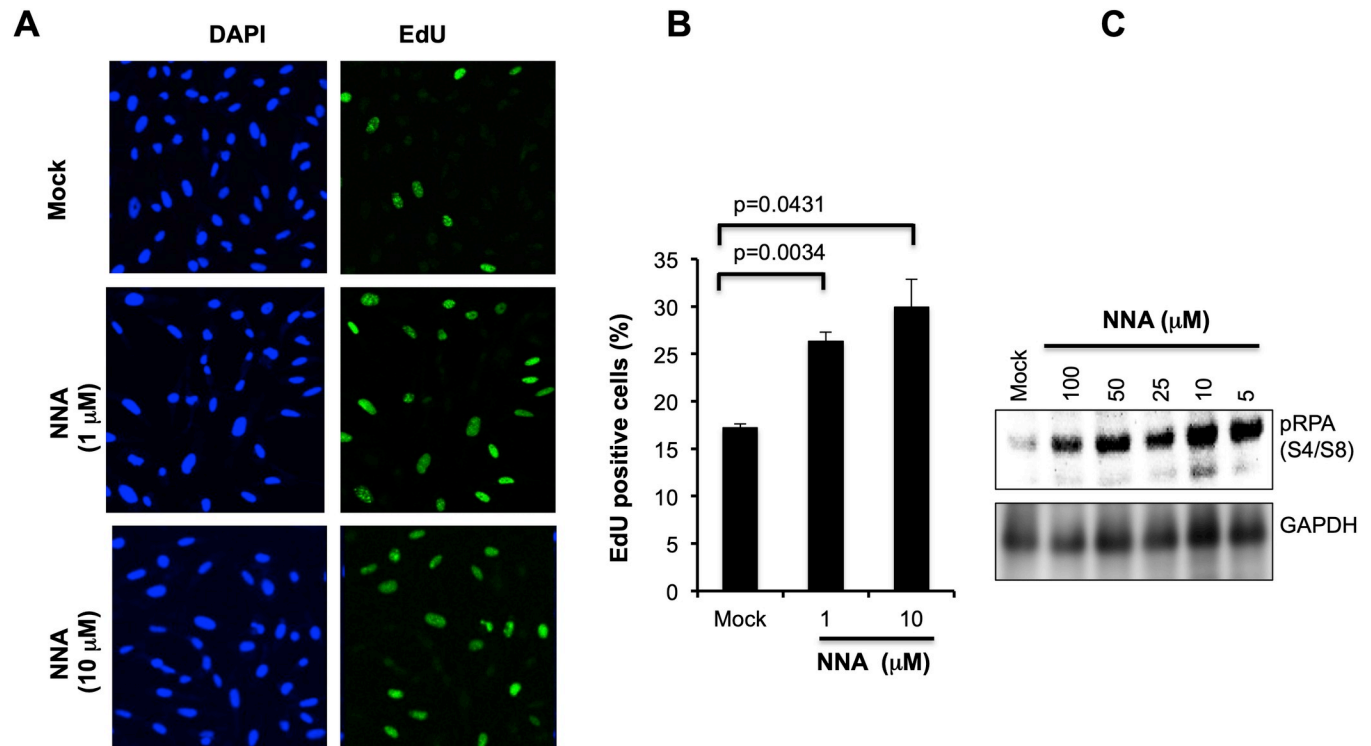 A
DAPI
EdU
Mock
NNA
(1 μM)
NNA
(10 μM)
B
p=0.0431
p=0.0034
EdU positive cells (%)
35
30
25
20
15
10
5
0
Mock
1
10
NNA (μM)
C
NNA (μM)
Mock
100
50
25
10
5
pRPA
(S4/S8)
GAPDH